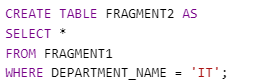 CREATE TABLE FRAGMENT2 AS
SELECT *
FROM FRAGMENT1
WHERE DEPARTMENT_NAME = 'IT';